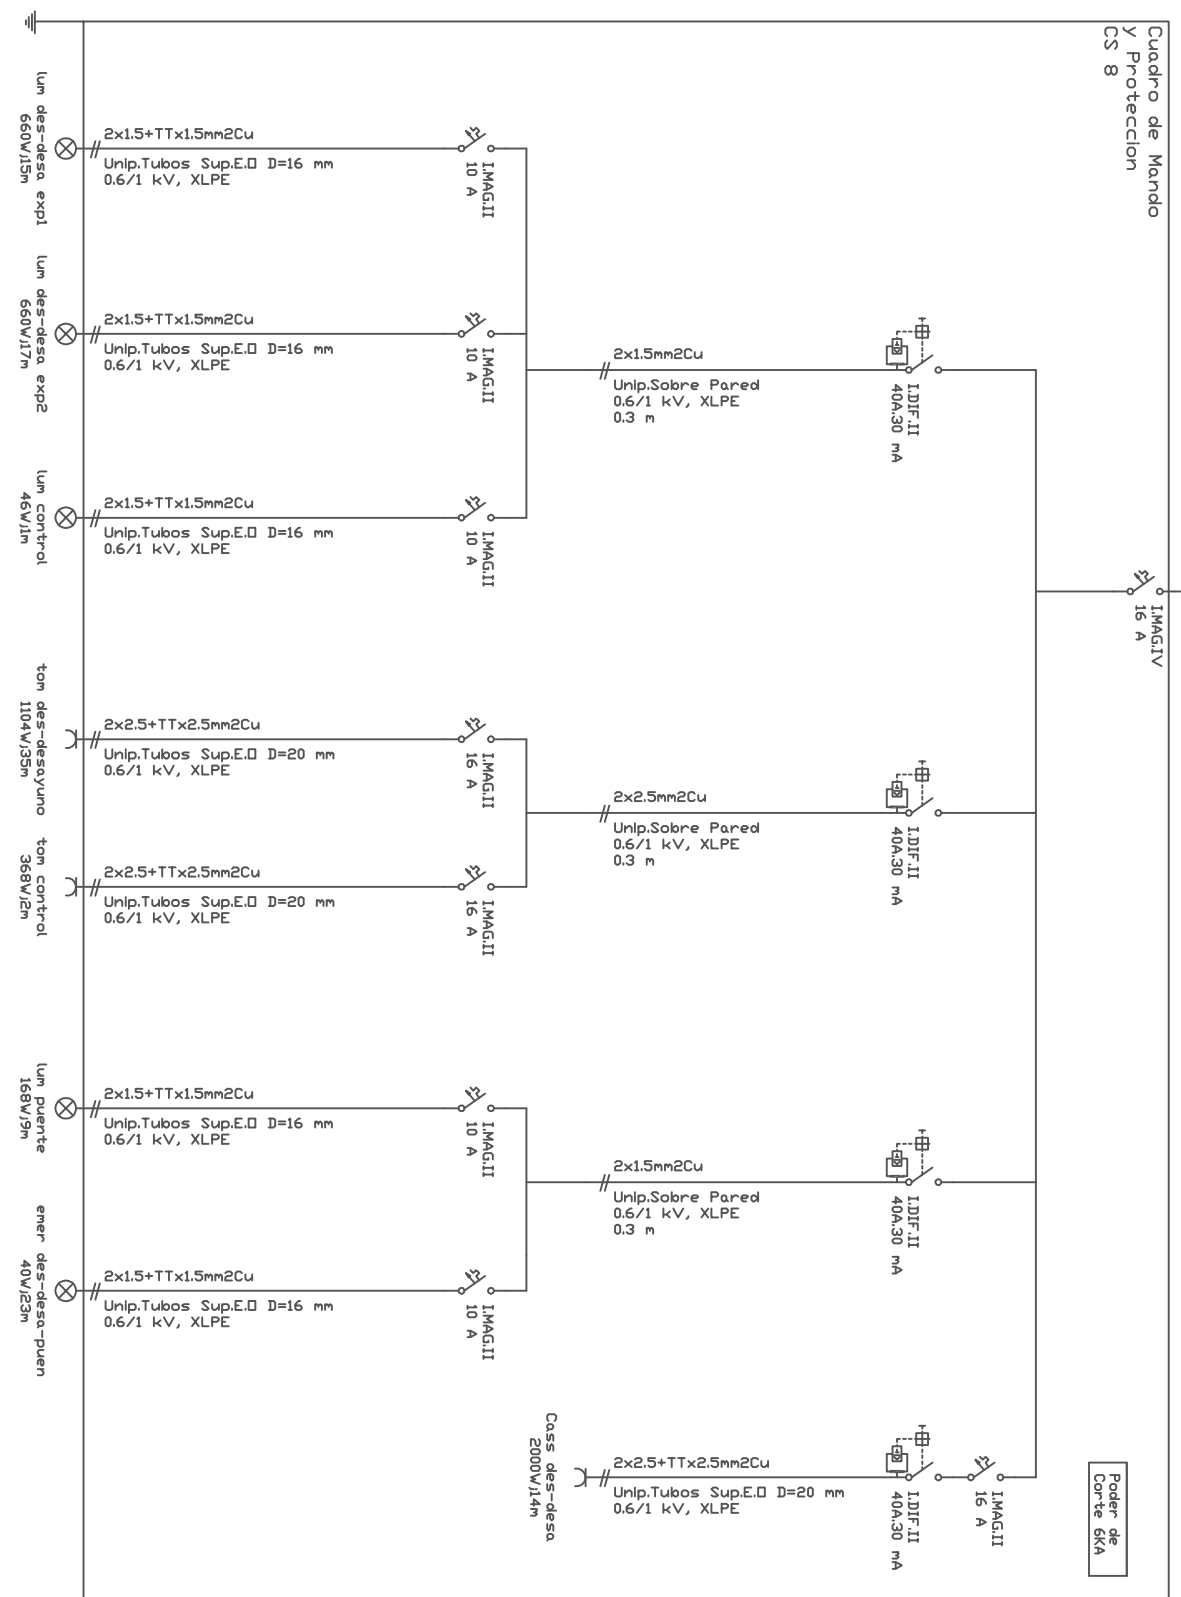 Cuadro de Mando
y Proteccion
CS 8
I.MAG.IV
16 A
Poder de
Corte 6KA
I.DIF.II
40A.30 mA
2x1.5mm2Cu
Unip.Sobre Pared
0.6/1 kV, XLPE
0.3 m
I.MAG.II
10 A
2x1.5+TTx1.5mm2Cu
Unip.Tubos Sup.E.O D=16 mm
0.6/1 kV, XLPE
lum des-desa exp1
660W;15m
I.MAG.II
10 A
2x1.5+TTx1.5mm2Cu
Unip.Tubos Sup.E.O D=16 mm
0.6/1 kV, XLPE
lum des-desa exp2
660W;17m
I.MAG.II
10 A
2x1.5+TTx1.5mm2Cu
Unip.Tubos Sup.E.O D=16 mm
0.6/1 kV, XLPE
lum control
46W;1m
I.DIF.II
40A.30 mA
2x2.5mm2Cu
Unip.Sobre Pared
0.6/1 kV, XLPE
0.3 m
I.MAG.II
16 A
2x2.5+TTx2.5mm2Cu
Unip.Tubos Sup.E.O D=20 mm
0.6/1 kV, XLPE
tom des-desayuno
1104W;35m
I.MAG.II
16 A
2x2.5+TTx2.5mm2Cu
Unip.Tubos Sup.E.O D=20 mm
0.6/1 kV, XLPE
tom control
368W;2m
I.DIF.II
40A.30 mA
2x1.5mm2Cu
Unip.Sobre Pared
0.6/1 kV, XLPE
0.3 m
I.MAG.II
10 A
2x1.5+TTx1.5mm2Cu
Unip.Tubos Sup.E.O D=16 mm
0.6/1 kV, XLPE
lum puente
168W;9m
I.MAG.II
10 A
2x1.5+TTx1.5mm2Cu
Unip.Tubos Sup.E.O D=16 mm
0.6/1 kV, XLPE
emer des-desa-puen
40W;23m
I.MAG.II
16 A
I.DIF.II
40A.30 mA
2x2.5+TTx2.5mm2Cu
Unip.Tubos Sup.E.O D=20 mm
0.6/1 kV, XLPE
Cass des-desa
2000W;14m